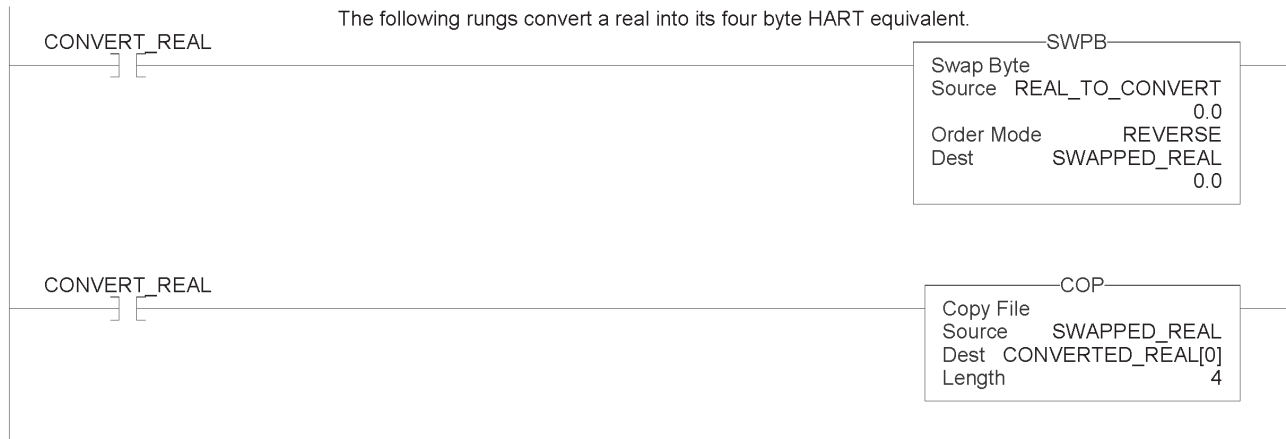 The following rungs convert a real into its four byte HART equivalent.
CONVERT_REAL
SWPB
Swap Byte
Source REAL_TO_CONVERT
0.0
Order Mode REVERSE
Dest SWAPPED_REAL
0.0
CONVERT_REAL
COP
Copy File
Source SWAPPED_REAL
Dest CONVERTED_REAL[0]
Length 4